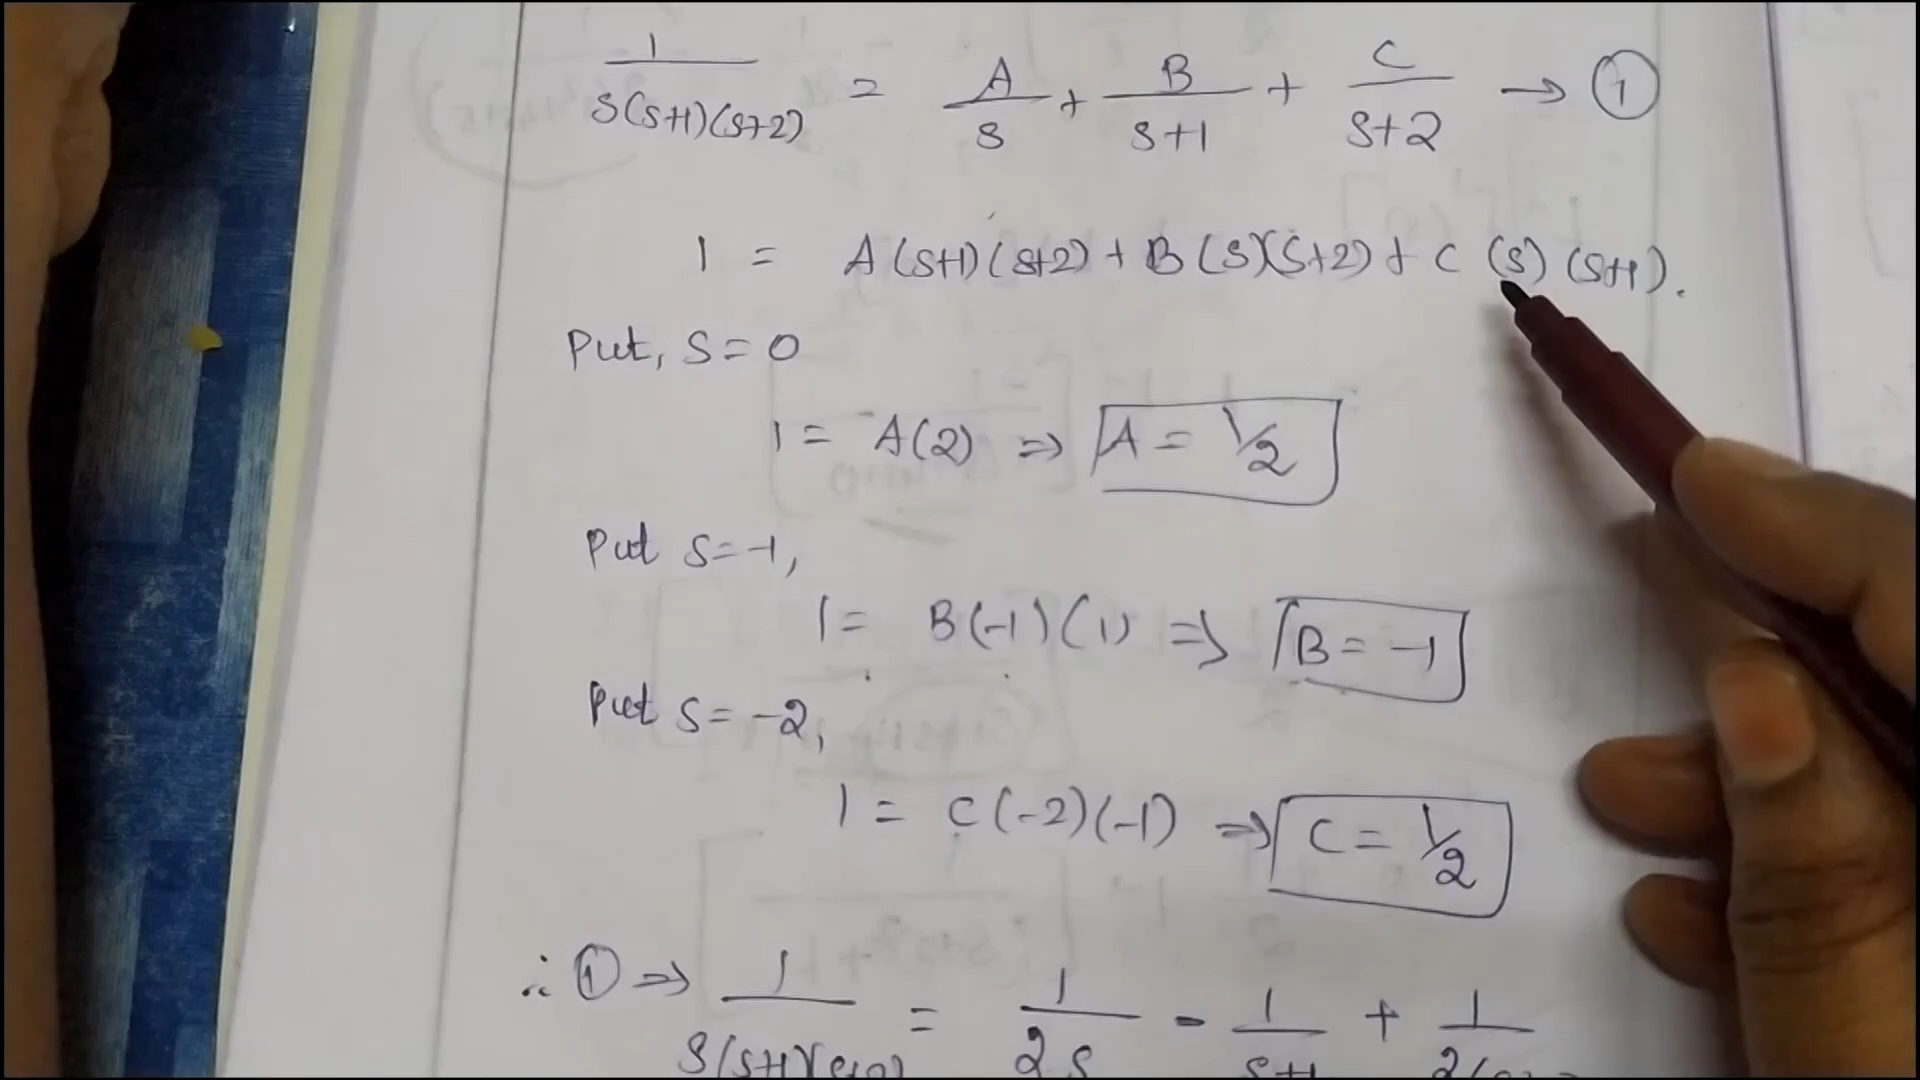 1/s(s+1)(s+2) = A/s + B/s+1 + C/s+2 → ①
1 = A(s+1)(s+2) + B(s)(s+2) + C (s) (s+1).
Put, s=0
1 = A(2) ⇒ A = 1/2
Put s=-1,
1 = B(-1)(1) ⇒ B = -1
Put s=-2,
1 = C(-2)(-1) ⇒ C = 1/2
∴ ① ⇒ 1/s(s+1)(s+2) = 1/2s - 1/s+1 + 1/2(